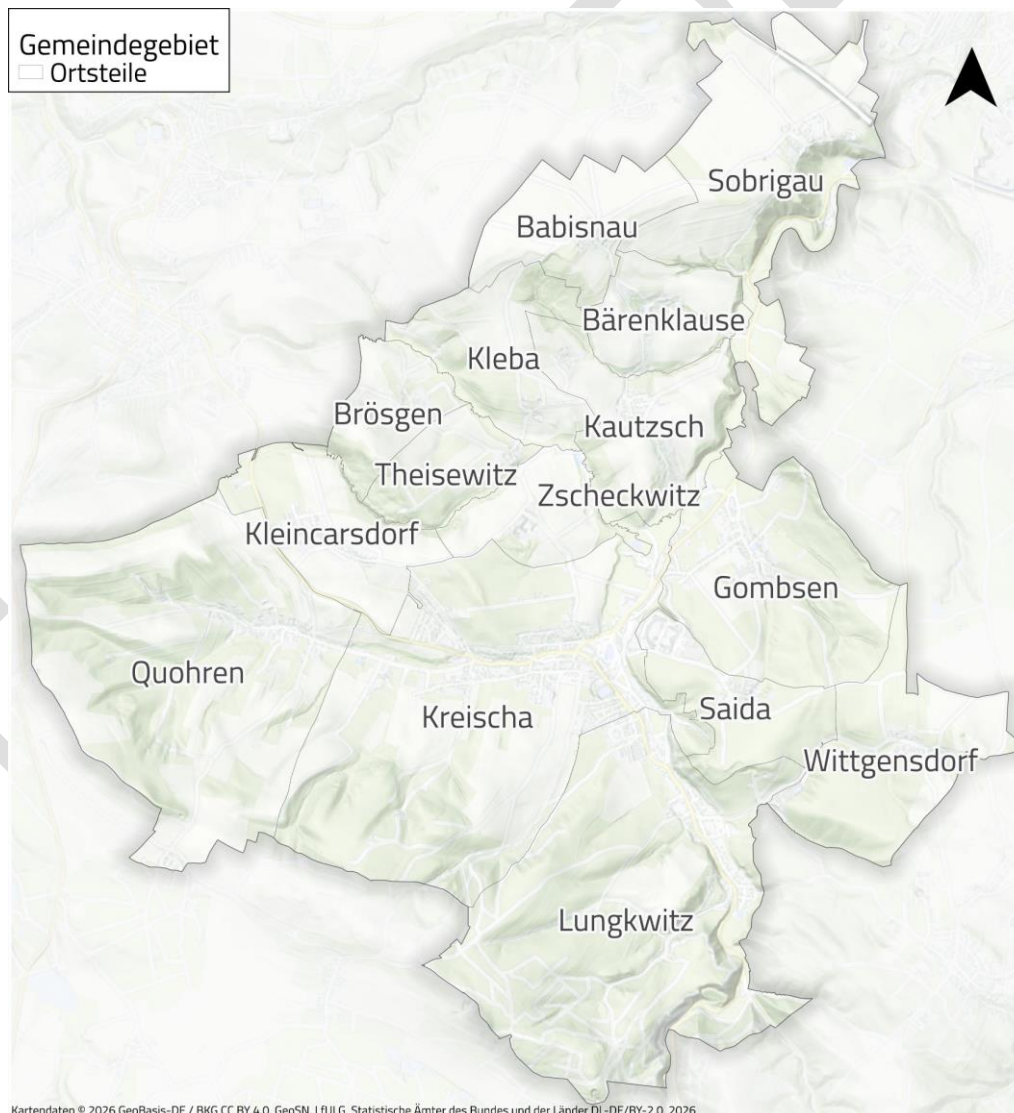 Gemeindegebiet
Ortsteile
Sobrigau
Babisnau
Bärenklause
Kleba
Brösgen
Kautzsch
Theisewitz
Zscheckwitz
Kleincarsdorf
Gombsen
Quohren
Saida
Kreischa
Wittgensdorf
Lungkwitz
Kartendaten © 2026 GeoBasis-DE / BKG CC BY 4.0, GeoSN, LfULG, Statistische Ämter des Bundes und der Länder DL-DE/BY-2.0, 2026